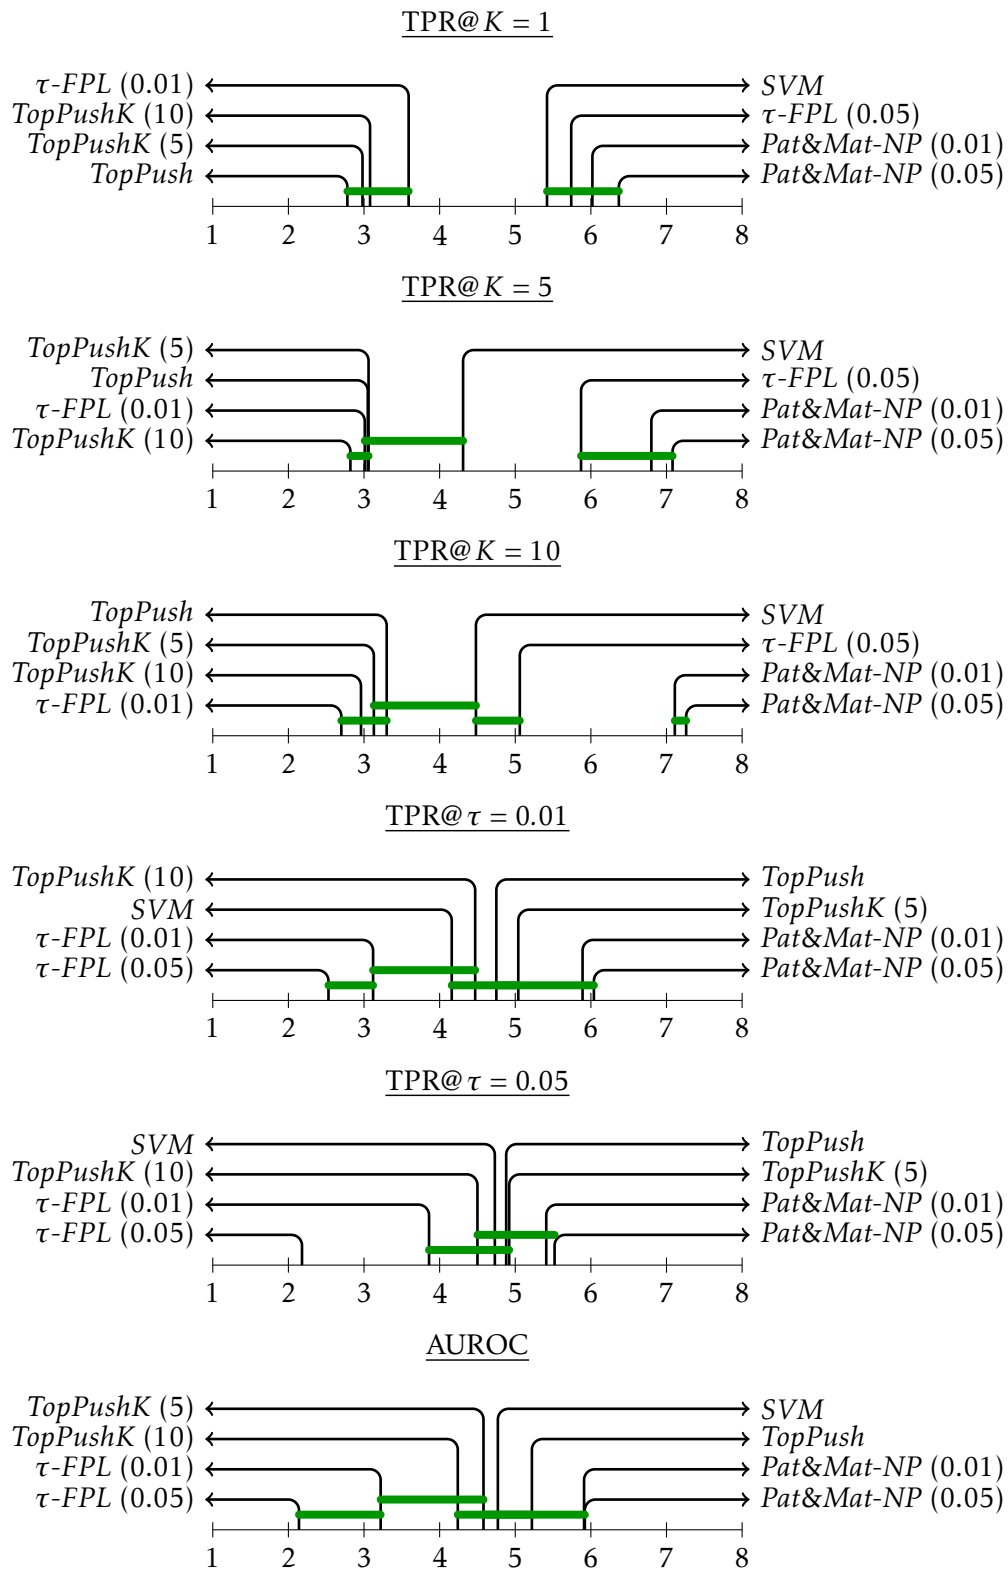 TPR@K = 1
τ-FPL (0.01) SVM
TopPushK (10) τ-FPL (0.05)
TopPushK (5) Pat&Mat-NP (0.01)
TopPush Pat&Mat-NP (0.05)
1 2 3 4 5 6 7 8
TPR@K = 5
TopPushK (5) SVM
TopPush τ-FPL (0.05)
τ-FPL (0.01) Pat&Mat-NP (0.01)
TopPushK (10) Pat&Mat-NP (0.05)
1 2 3 4 5 6 7 8
TPR@K = 10
TopPush SVM
TopPushK (5) τ-FPL (0.05)
TopPushK (10) Pat&Mat-NP (0.01)
τ-FPL (0.01) Pat&Mat-NP (0.05)
1 2 3 4 5 6 7 8
TPR@τ = 0.01
TopPushK (10) TopPush
SVM TopPushK (5)
τ-FPL (0.01) Pat&Mat-NP (0.01)
τ-FPL (0.05) Pat&Mat-NP (0.05)
1 2 3 4 5 6 7 8
TPR@τ = 0.05
SVM TopPush
TopPushK (10) TopPushK (5)
τ-FPL (0.01) Pat&Mat-NP (0.01)
τ-FPL (0.05) Pat&Mat-NP (0.05)
1 2 3 4 5 6 7 8
AUROC
TopPushK (5) SVM
TopPushK (10) TopPush
τ-FPL (0.01) Pat&Mat-NP (0.01)
τ-FPL (0.05) Pat&Mat-NP (0.05)
1 2 3 4 5 6 7 8